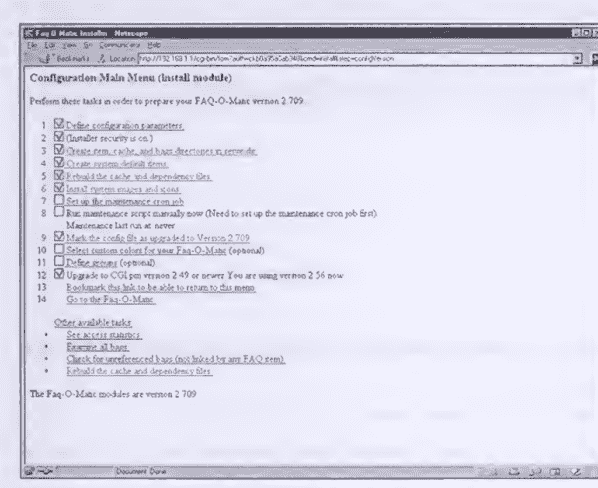 Faq O Matic Installer - Netscape
File Edit View Go Communicator Help
Bookmarks Location
Configuration Main Menu (install module)
Perform these tasks in order to prepare your FAQ-O-Matic version 2.709
1 Define configuration parameters
2 (Installer security is on.)
3 Create item, cache, and bags directories in serve dir
4 Create system default items
5 Rebuild the cache and dependency files
6 Install system images and icons
7 Set up the maintenance cron job
8 Run maintenance script manually now (Need to set up the maintenance cron job first)
Maintenance last run at never
9 Mark the config file as upgraded to Version 2 709
10 Select custom colors for your Faq-O-Matic (optional)
11 Define groups (optional)
12 Upgrade to CGI pm version 2 49 or newer You are using version 2 56 now
13 Bookmark this link to be able to return to this menu
14 Go to the Faq-O-Matic
Other available tasks
• See access statistics
• Examine all bags
• Check for unreferenced bags (not linked by any FAQ item)
• Rebuild the cache and dependency files
The Faq-O-Matic modules are version 2 709
Document Done